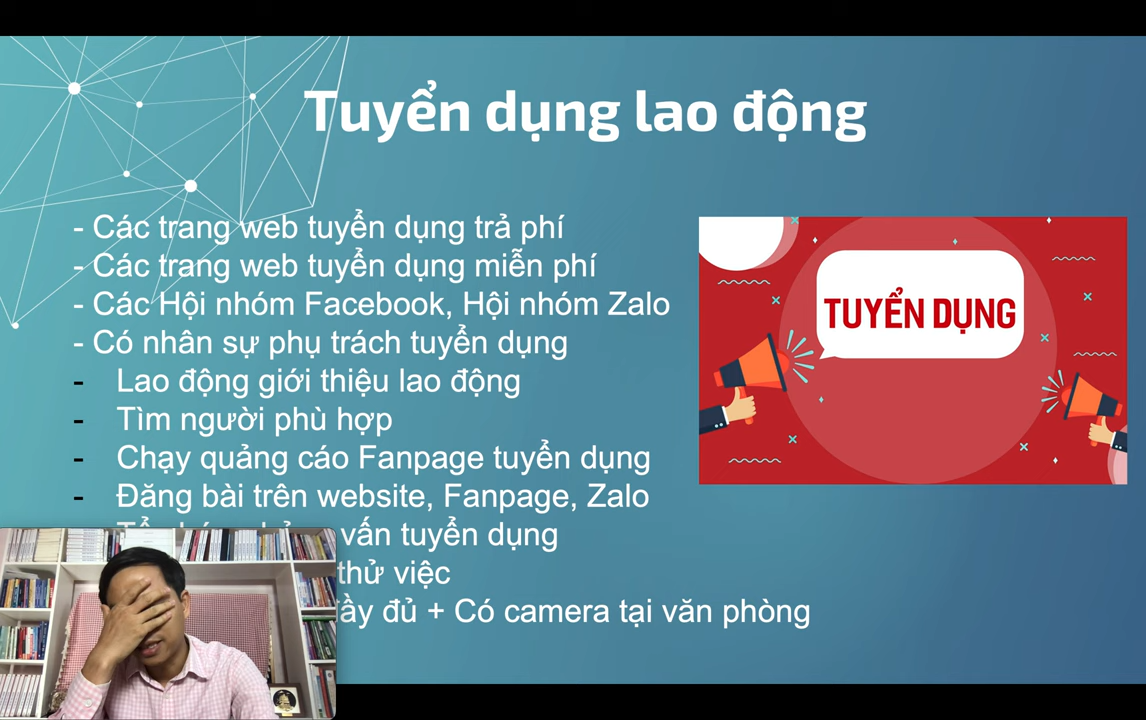 Tuyển dụng lao động
- Các trang web tuyển dụng trả phí
- Các trang web tuyển dụng miễn phí
- Các Hội nhóm Facebook, Hội nhóm Zalo
- Có nhân sự phụ trách tuyển dụng
- Lao động giới thiệu lao động
- Tìm người phù hợp
- Chạy quảng cáo Fanpage tuyển dụng
- Đăng bài trên website, Fanpage, Zalo
vấn tuyển dụng
thử việc
đầy đủ + Có camera tại văn phòng
TUYỂN DỤNG